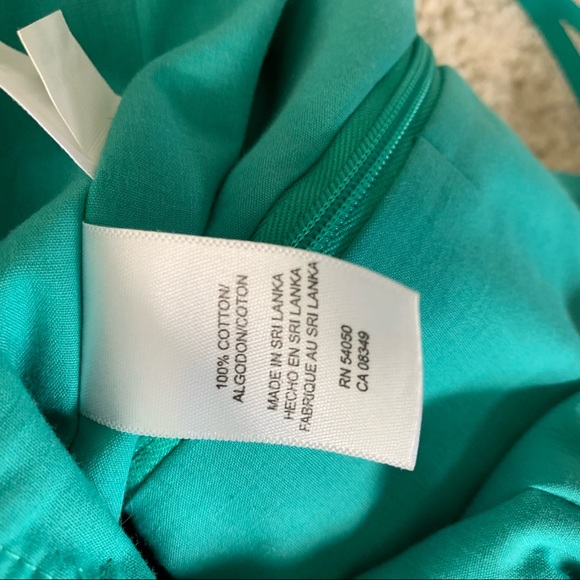 100% COTTON/
ALGODON/COTON
MADE IN SRI LANKA
HECHO EN SRI LANKA
FABRIQUE AU SRI LANKA
RN 54050
CA 08349